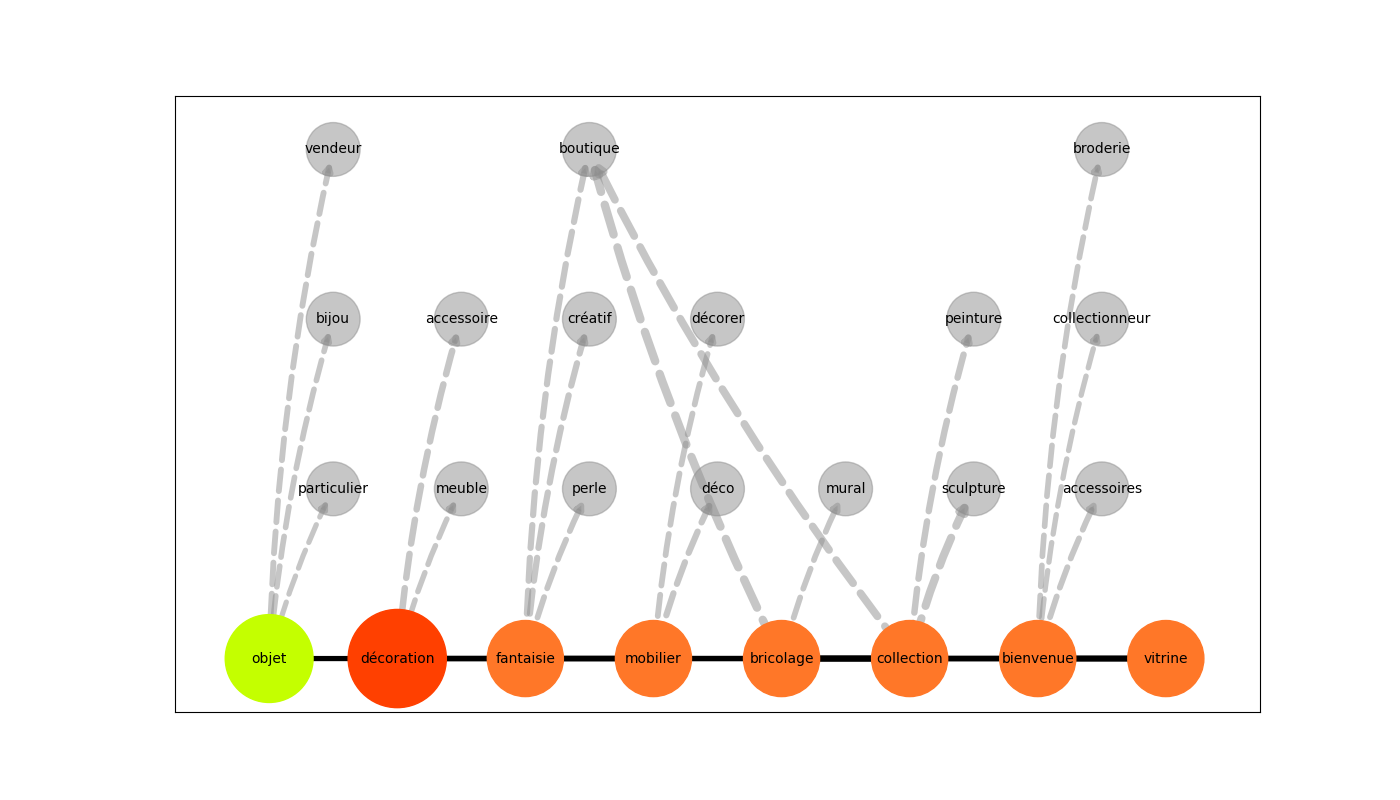 vendeur boutique broderie
bijou accessoire créatif décorer peinture collectionneur
particulier meuble perle déco mural sculpture accessoires
objet décoration fantaisie mobilier bricolage collection bienvenue vitrine